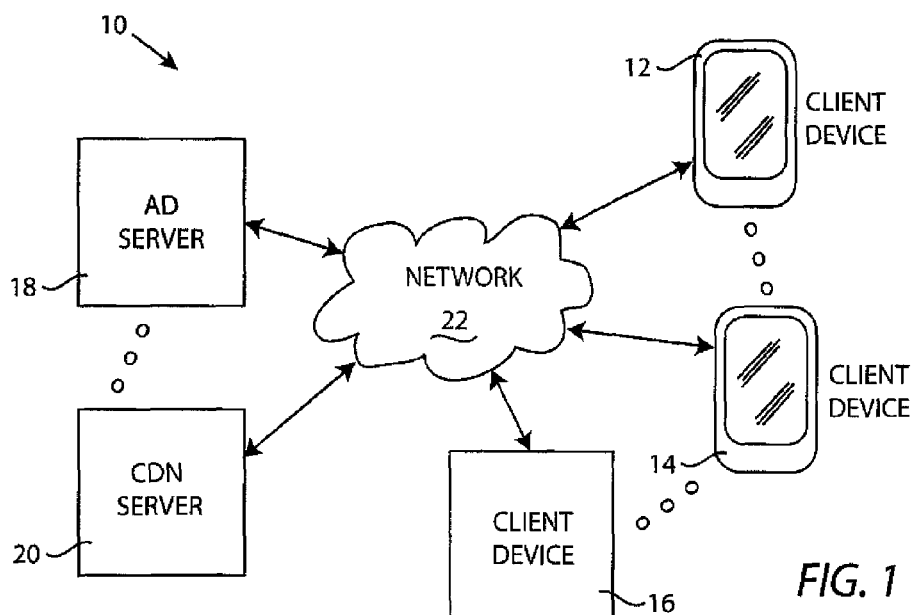 10
12
CLIENT
DEVICE
AD
SERVER
18
NETWORK
22
CLIENT
DEVICE
14
CDN
SERVER
20
CLIENT
DEVICE
16
FIG. 1